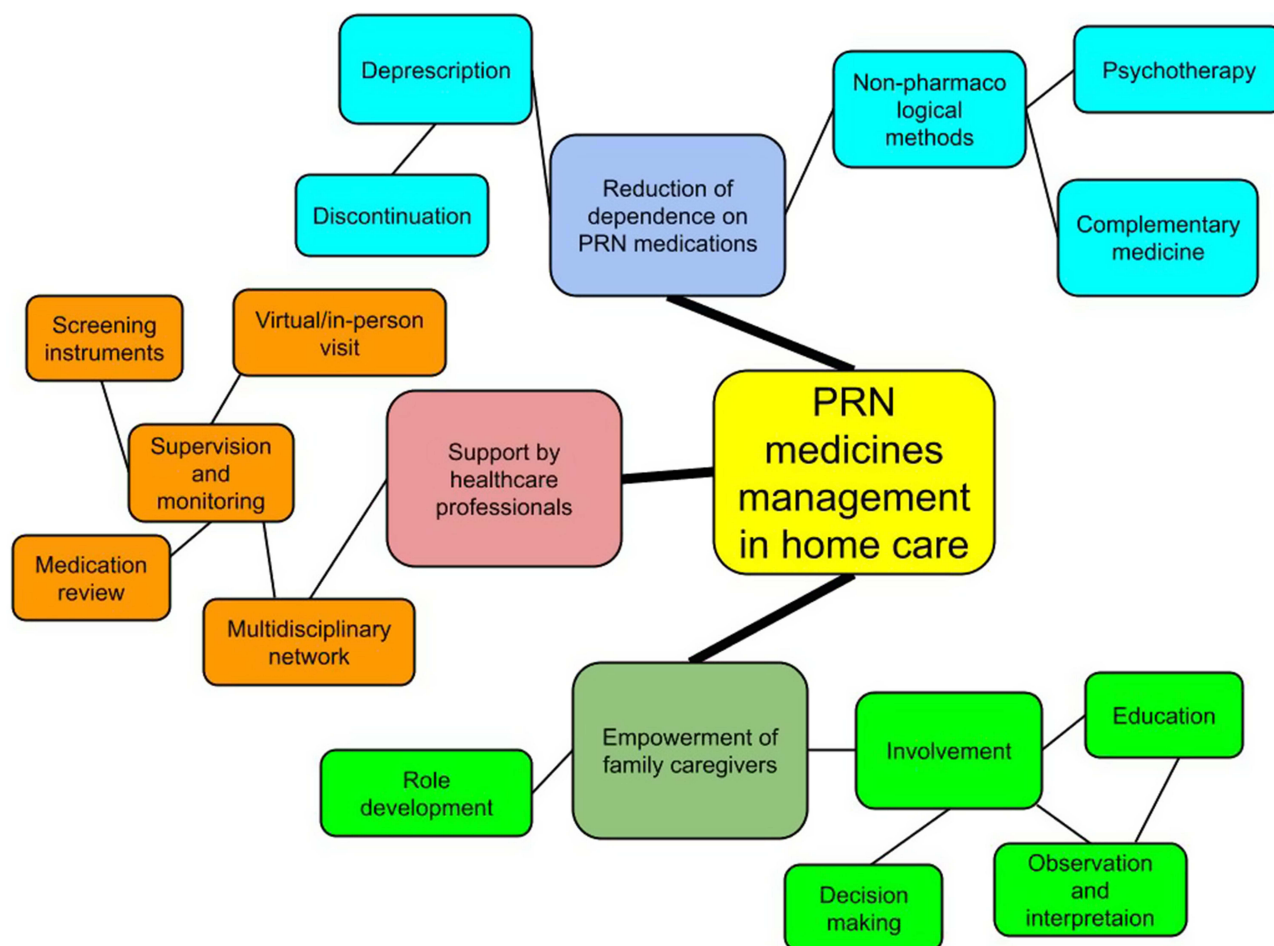 Deprescription
Discontinuation
Reduction of
dependence on
PRN medications
Non-pharmaco
logical
methods
Psychotherapy
Complementary
medicine
Screening
instruments
Virtual/in-person
visit
Supervision
and
monitoring
Medication
review
Multidisciplinary
network
Support by
healthcare
professionals
PRN
medicines
management
in home care
Empowerment of
family caregivers
Role
development
Involvement
Education
Decision
making
Observation
and
interpretaion